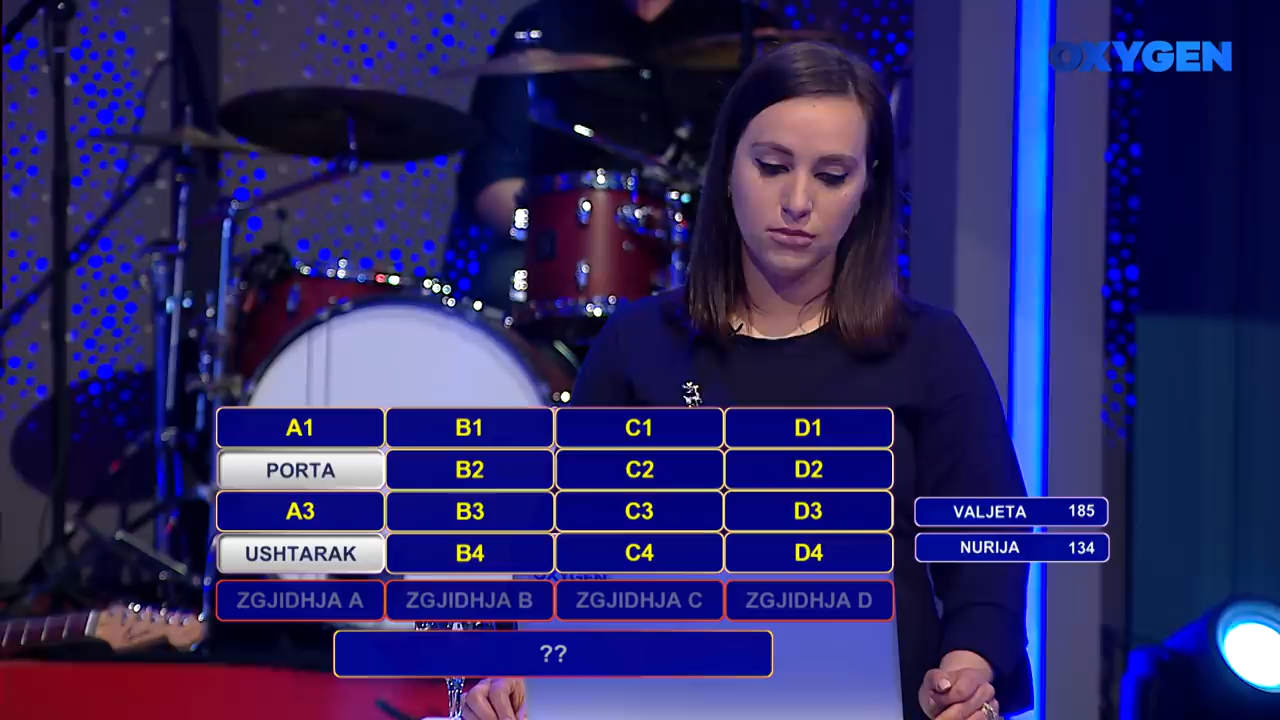 OXYGEN
A1 B1 C1 D1
PORTA B2 C2 D2
A3 B3 C3 D3
USHTARAK B4 C4 D4
ZGJIDHJA A ZGJIDHJA B ZGJIDHJA C ZGJIDHJA D
??
VALJETA 185
NURIJA 134
OXYGEN